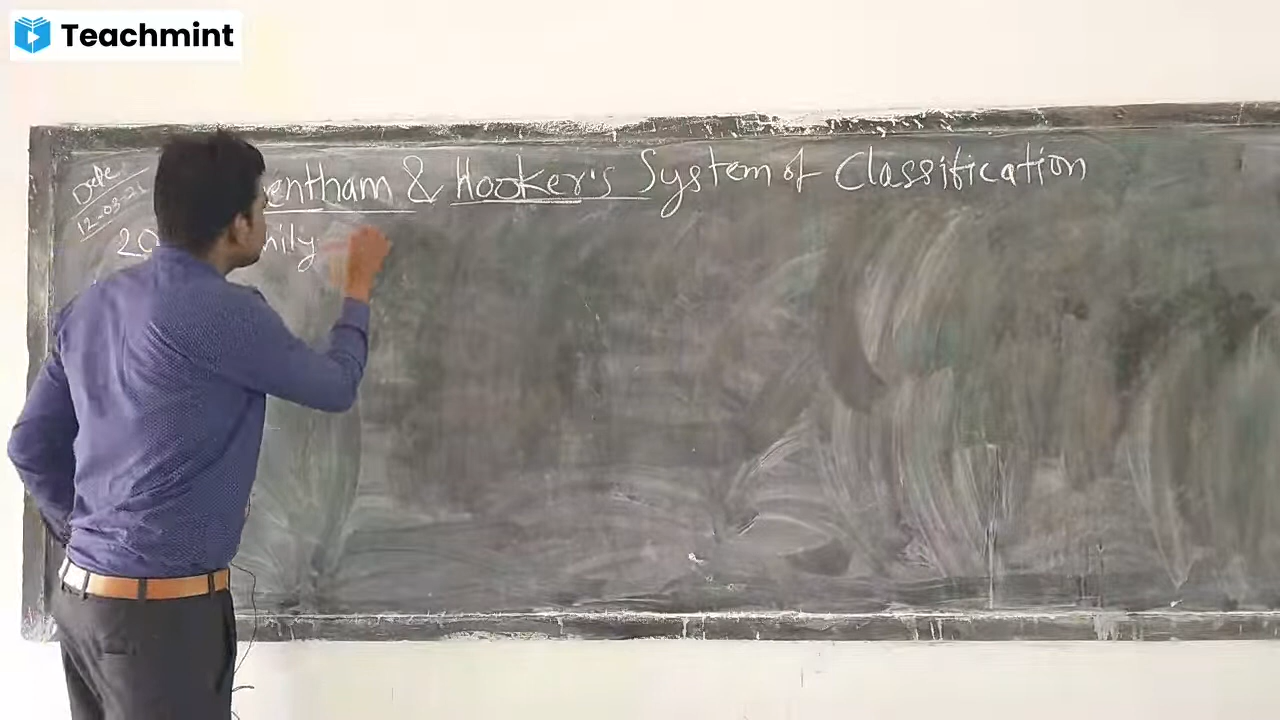 Teachmint
Date
12-03-21
entham & Hooker's System of Classification
20 mily